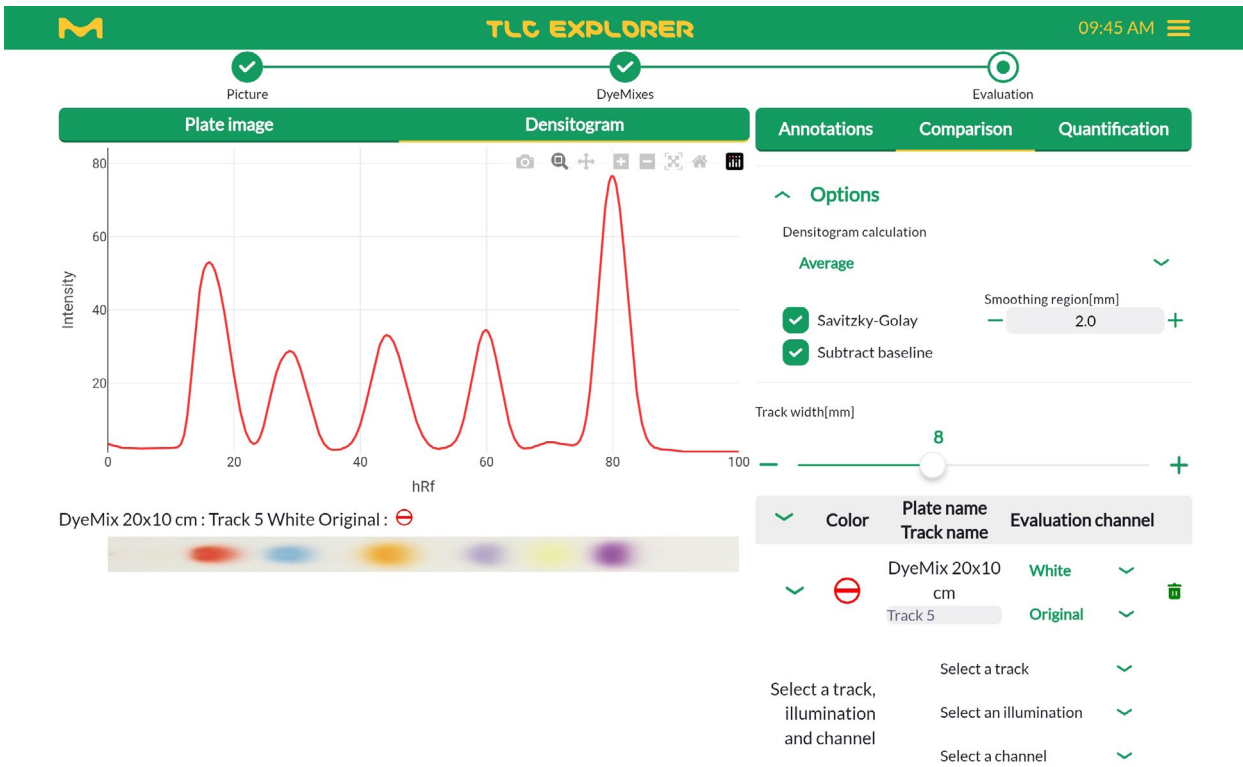 TLC EXPLORER
09:45 AM
Picture
DyeMixes
Evaluation
Plate image
Densitogram
80
60
40
20
Intensity
0
20
40
60
80
100
hRf
DyeMix 20x10 cm : Track 5 White Original :
Annotations
Comparison
Quantification
Options
Densitogram calculation
Average
Savitzky-Golay
Smoothing region[mm]
2.0
Subtract baseline
Track width[mm]
8
Color
Plate name
Track name
Evaluation channel
DyeMix 20x10
cm
Track 5
White
Original
Select a track,
illumination
and channel
Select a track
Select an illumination
Select a channel